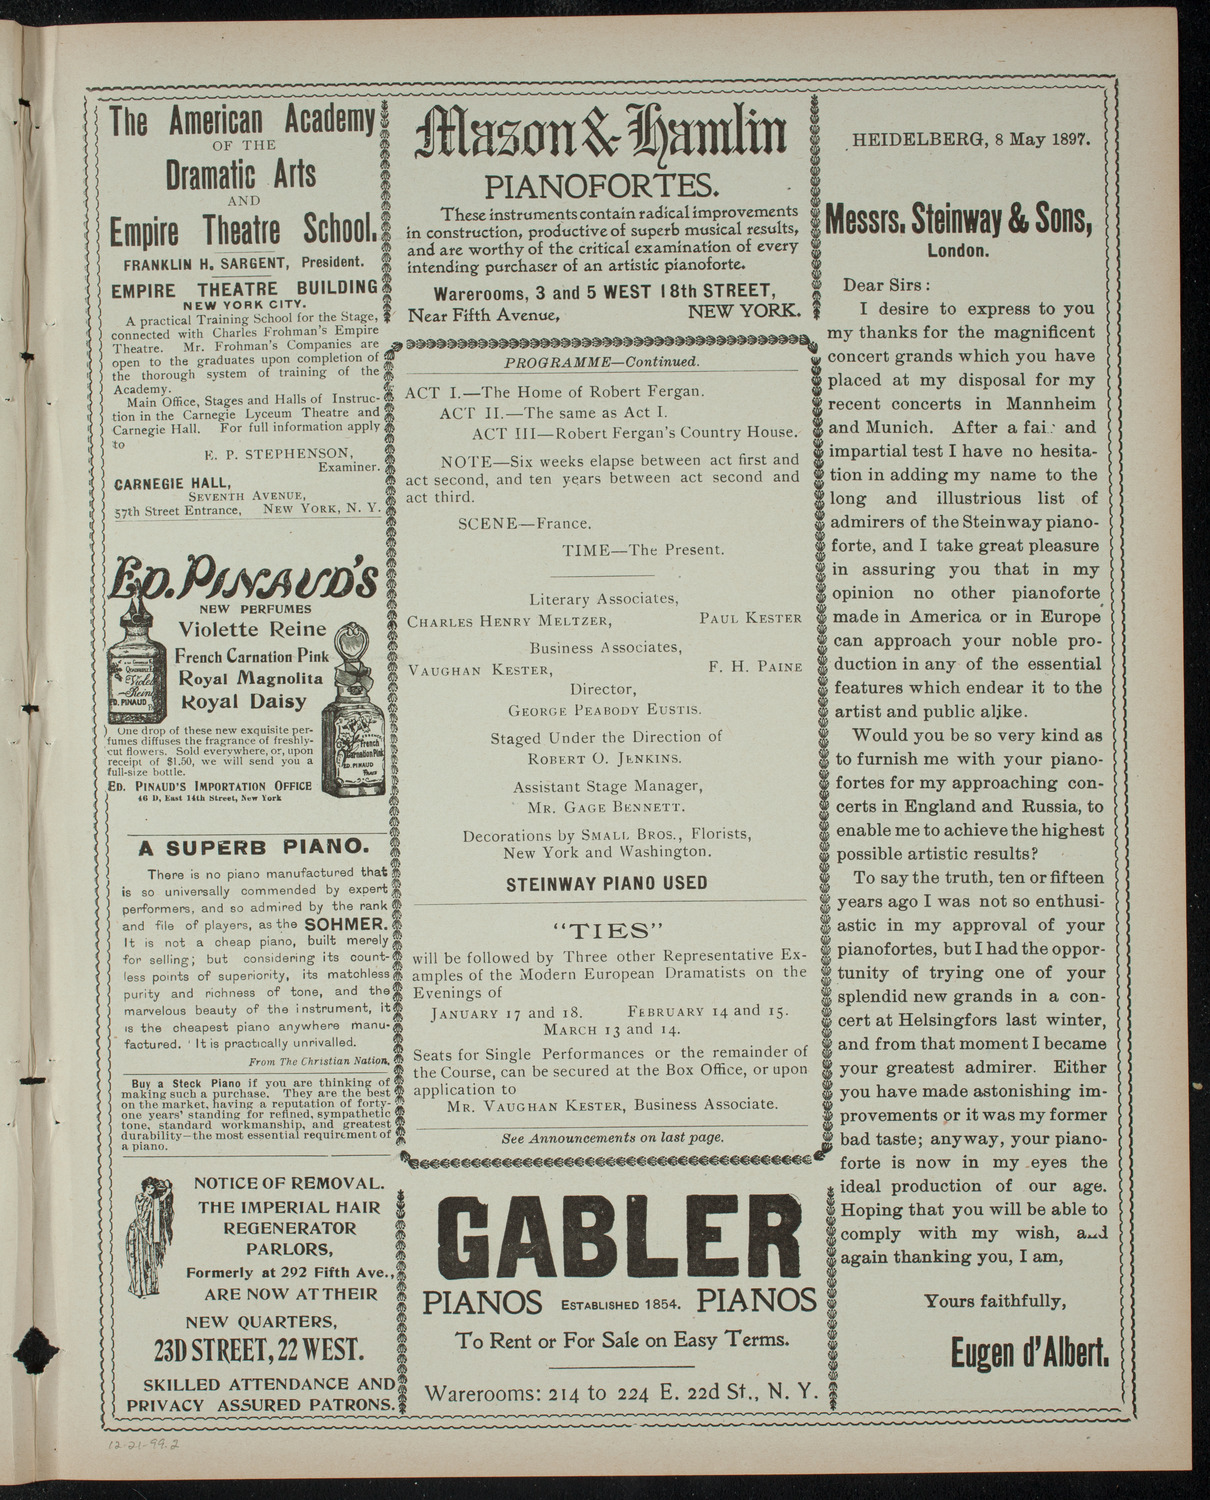 The American Academy
OF THE
Dramatic Arts
AND
Empire Theatre School.
FRANKLIN H. SARGENT, President.
EMPIRE THEATRE BUILDING
NEW YORK CITY.
A practical Training School for the Stage,
connected with Charles Frohman's Empire
Theatre. Mr. Frohman's Companies are
open to the graduates upon completion of
the thorough system of training of the
Academy.
Main Office, Stages and Halls of Instruc-
tion in the Carnegie Lyceum Theatre and
Carnegie Hall. For full information apply
to
E. P. STEPHENSON,
Examiner.
CARNEGIE HALL,
SEVENTH AVENUE,
57th Street Entrance, NEW YORK, N. Y.
ED. PINAUD'S
NEW PERFUMES
Violette Reine
French Carnation Pink
Royal Magnolita
Royal Daisy
One drop of these new exquisite per-
fumes diffuses the fragrance of freshly-
cut flowers. Sold everywhere, or, upon
receipt of $1.50, we will send you a
full-size bottle.
ED. PINAUD'S IMPORTATION OFFICE
46 D, East 14th Street, New York
French
Carnation Pink
ED. PINAUD
PARIS
ED. PINAUD
A SUPERB PIANO.
There is no piano manufactured that
is so universally commended by expert
performers, and so admired by the rank
and file of players, as the SOHMER.
It is not a cheap piano, built merely
for selling; but considering its count-
less points of superiority, its matchless
purity and richness of tone, and the
marvelous beauty of the instrument, it
is the cheapest piano anywhere manu-
factured. It is practically unrivalled.
From The Christian Nation.
Buy a Steck Piano if you are thinking of
making such a purchase. They are the best
on the market, having a reputation of forty-
one years' standing for refined, sympathetic
tone, standard workmanship, and greatest
durability—the most essential requirement of
a piano.
NOTICE OF REMOVAL.
THE IMPERIAL HAIR
REGENERATOR
PARLORS,
Formerly at 292 Fifth Ave.,
ARE NOW AT THEIR
NEW QUARTERS,
23D STREET, 22 WEST.
SKILLED ATTENDANCE AND
PRIVACY ASSURED PATRONS.
12-21-99.2
Mason & Hamlin
PIANOFORTES.
These instruments contain radical improvements
in construction, productive of superb musical results,
and are worthy of the critical examination of every
intending purchaser of an artistic pianoforte.
Warerooms, 3 and 5 WEST 18th STREET,
Near Fifth Avenue, NEW YORK.
PROGRAMME—Continued.
ACT I.—The Home of Robert Fergan.
ACT II.—The same as Act I.
ACT III—Robert Fergan's Country House.
NOTE—Six weeks elapse between act first and
act second, and ten years between act second and
act third.
SCENE—France.
TIME—The Present.
Literary Associates,
CHARLES HENRY MELTZER, PAUL KESTER
Business Associates,
VAUGHAN KESTER, F. H. PAINE
Director,
GEORGE PEABODY EUSTIS.
Staged Under the Direction of
ROBERT O. JENKINS.
Assistant Stage Manager,
MR. GAGE BENNETT.
Decorations by SMALL BROS., Florists,
New York and Washington.
STEINWAY PIANO USED
"TIES"
will be followed by Three other Representative Ex-
amples of the Modern European Dramatists on the
Evenings of
JANUARY 17 and 18. FEBRUARY 14 and 15.
MARCH 13 and 14.
Seats for Single Performances or the remainder of
the Course, can be secured at the Box Office, or upon
application to
MR. VAUGHAN KESTER, Business Associate.
See Announcements on last page.
GABLER
PIANOS ESTABLISHED 1854. PIANOS
To Rent or For Sale on Easy Terms.
Warerooms: 214 to 224 E. 22d St., N. Y.
HEIDELBERG, 8 May 1897.
Messrs. Steinway & Sons,
London.
Dear Sirs:
I desire to express to you
my thanks for the magnificent
concert grands which you have
placed at my disposal for my
recent concerts in Mannheim
and Munich. After a fair and
impartial test I have no hesita-
tion in adding my name to the
long and illustrious list of
admirers of the Steinway piano-
forte, and I take great pleasure
in assuring you that in my
opinion no other pianoforte
made in America or in Europe
can approach your noble pro-
duction in any of the essential
features which endear it to the
artist and public alike.
Would you be so very kind as
to furnish me with your piano-
fortes for my approaching con-
certs in England and Russia, to
enable me to achieve the highest
possible artistic results?
To say the truth, ten or fifteen
years ago I was not so enthusi-
astic in my approval of your
pianofortes, but I had the oppor-
tunity of trying one of your
splendid new grands in a con-
cert at Helsingfors last winter,
and from that moment I became
your greatest admirer. Either
you have made astonishing im-
provements or it was my former
bad taste; anyway, your piano-
forte is now in my eyes the
ideal production of our age.
Hoping that you will be able to
comply with my wish, and
again thanking you, I am,
Yours faithfully,
Eugen d'Albert.